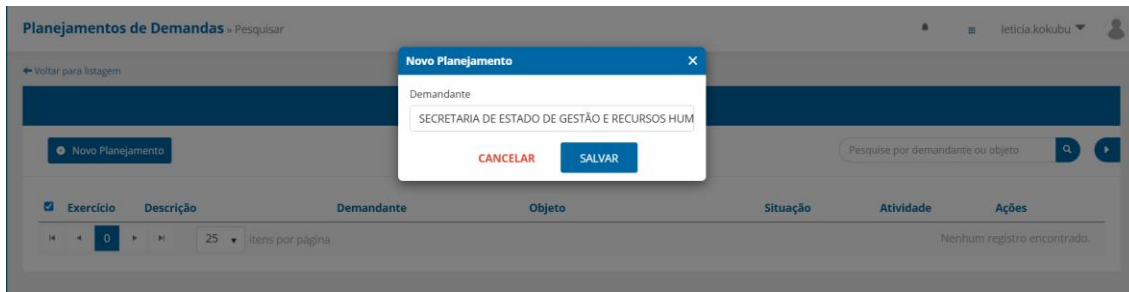 Planejamentos de Demandas » Pesquisar
leticia.kokubu
Voltar para listagem
Novo Planejamento
Demandante
SECRETARIA DE ESTADO DE GESTÃO E RECURSOS HUM
CANCELAR SALVAR
Novo Planejamento
Pesquise por demandante ou objeto
Exercício Descrição Demandante Objeto Situação Atividade Ações
0 25 itens por página Nenhum registro encontrado.